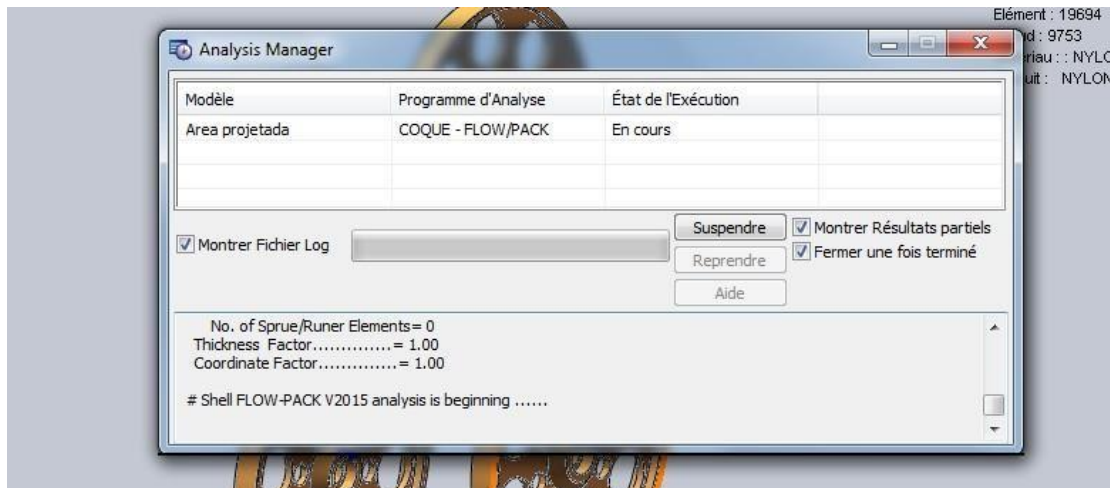 Elément : 19694
: 9753
: : NYLO
: NYLON
Analysis Manager
Modèle Programme d'Analyse État de l'Exécution
Area projetada COQUE - FLOW/PACK En cours
Montrer Fichier Log
Suspendre
Reprendre
Aide
Montrer Résultats partiels
Fermer une fois terminé
No. of Sprue/Runer Elements= 0
Thickness Factor..............= 1.00
Coordinate Factor..............= 1.00
# Shell FLOW-PACK V2015 analysis is beginning ......